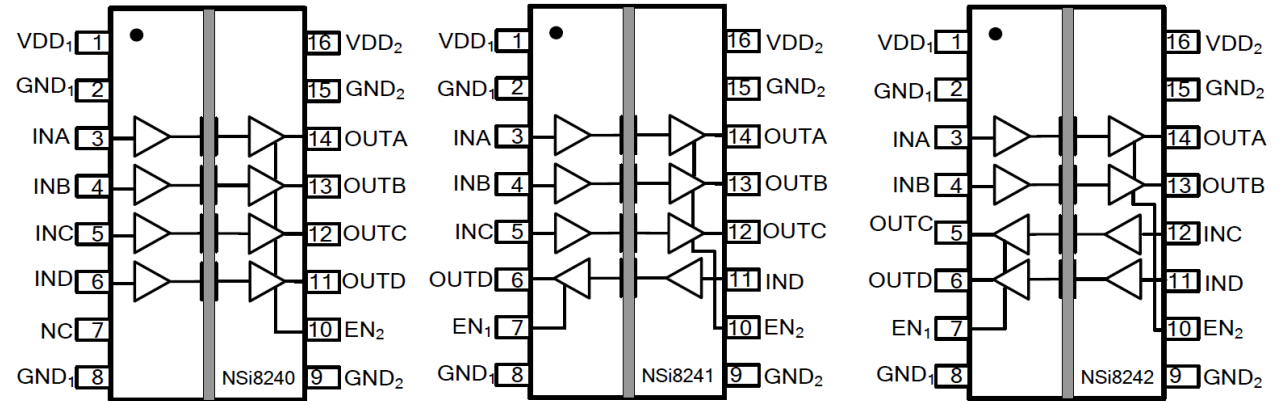 VDD₁ 1 16 VDD₂ VDD₁ 1 16 VDD₂ VDD₁ 1 16 VDD₂
GND₁ 2 15 GND₂ GND₁ 2 15 GND₂ GND₁ 2 15 GND₂
INA 3 14 OUTA INA 3 14 OUTA INA 3 14 OUTA
INB 4 13 OUTB INB 4 13 OUTB INB 4 13 OUTB
INC 5 12 OUTC INC 5 12 OUTC OUTC 5 12 INC
IND 6 11 OUTD OUTD 6 11 IND OUTD 6 11 IND
NC 7 10 EN₂ EN₁ 7 10 EN₂ EN₁ 7 10 EN₂
GND₁ 8 NSi8240 9 GND₂ GND₁ 8 NSi8241 9 GND₂ GND₁ 8 NSi8242 9 GND₂